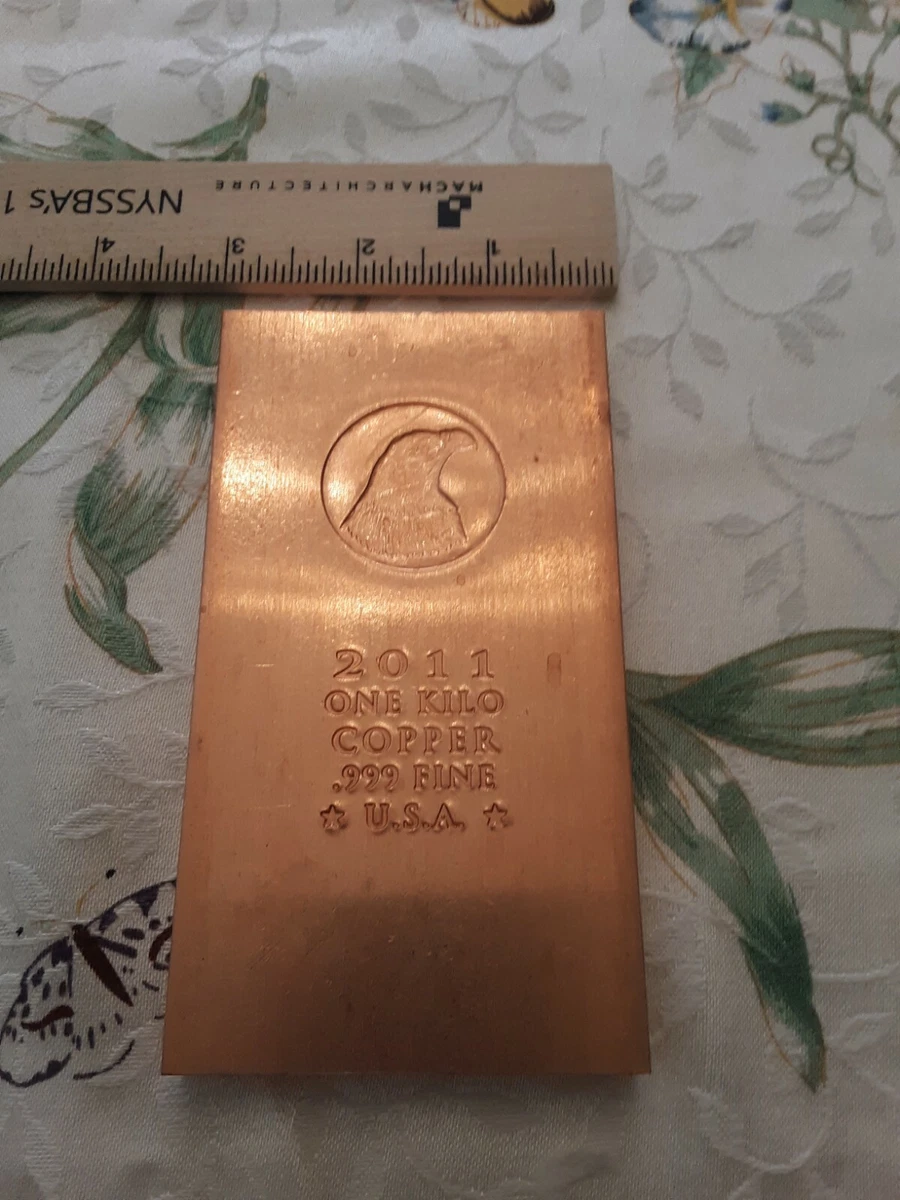 NYSSBA's 1
MACHARCHITECTURE
4 3 2 1
2011
ONE KILO
COPPER
.999 FINE
★ U.S.A. ★